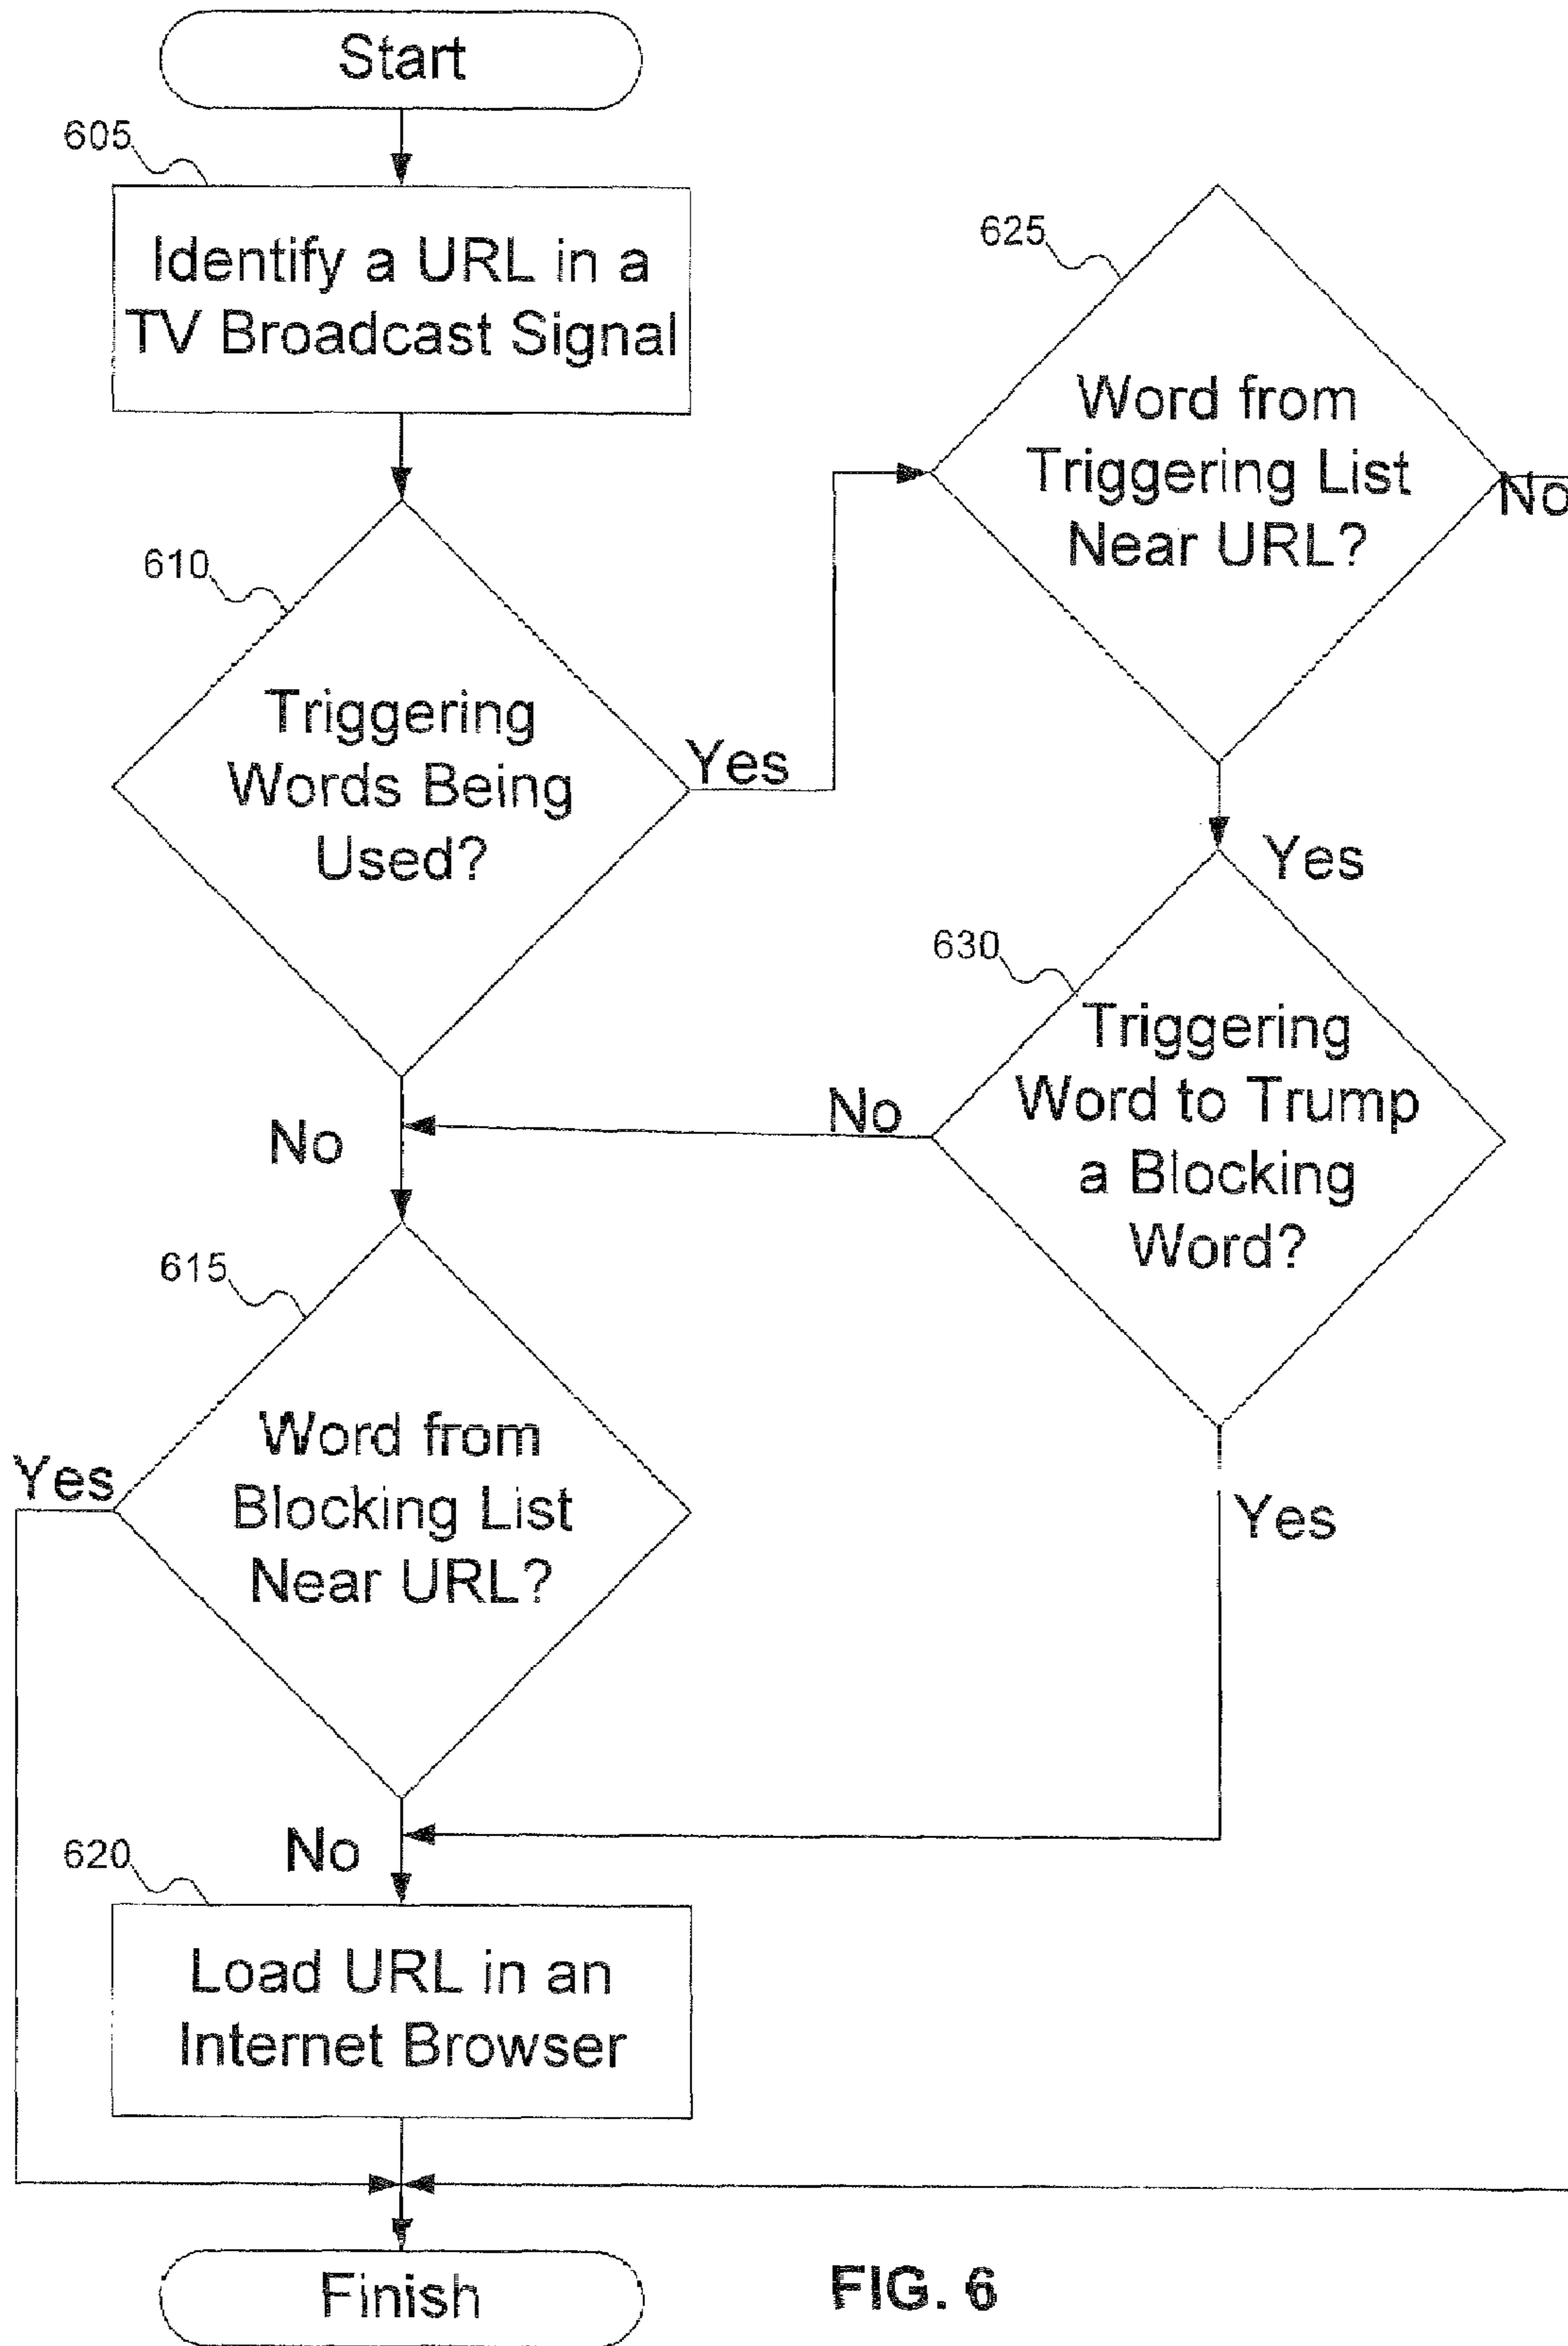 Start
605
Identify a URL in a
TV Broadcast Signal
610
Triggering
Words Being
Used?
Yes
No
625
Word from
Triggering List
Near URL?
No
Yes
630
Triggering
Word to Trump
a Blocking
Word?
No
Yes
615
Word from
Blocking List
Near URL?
Yes
No
620
Load URL in an
Internet Browser
Finish
FIG. 6